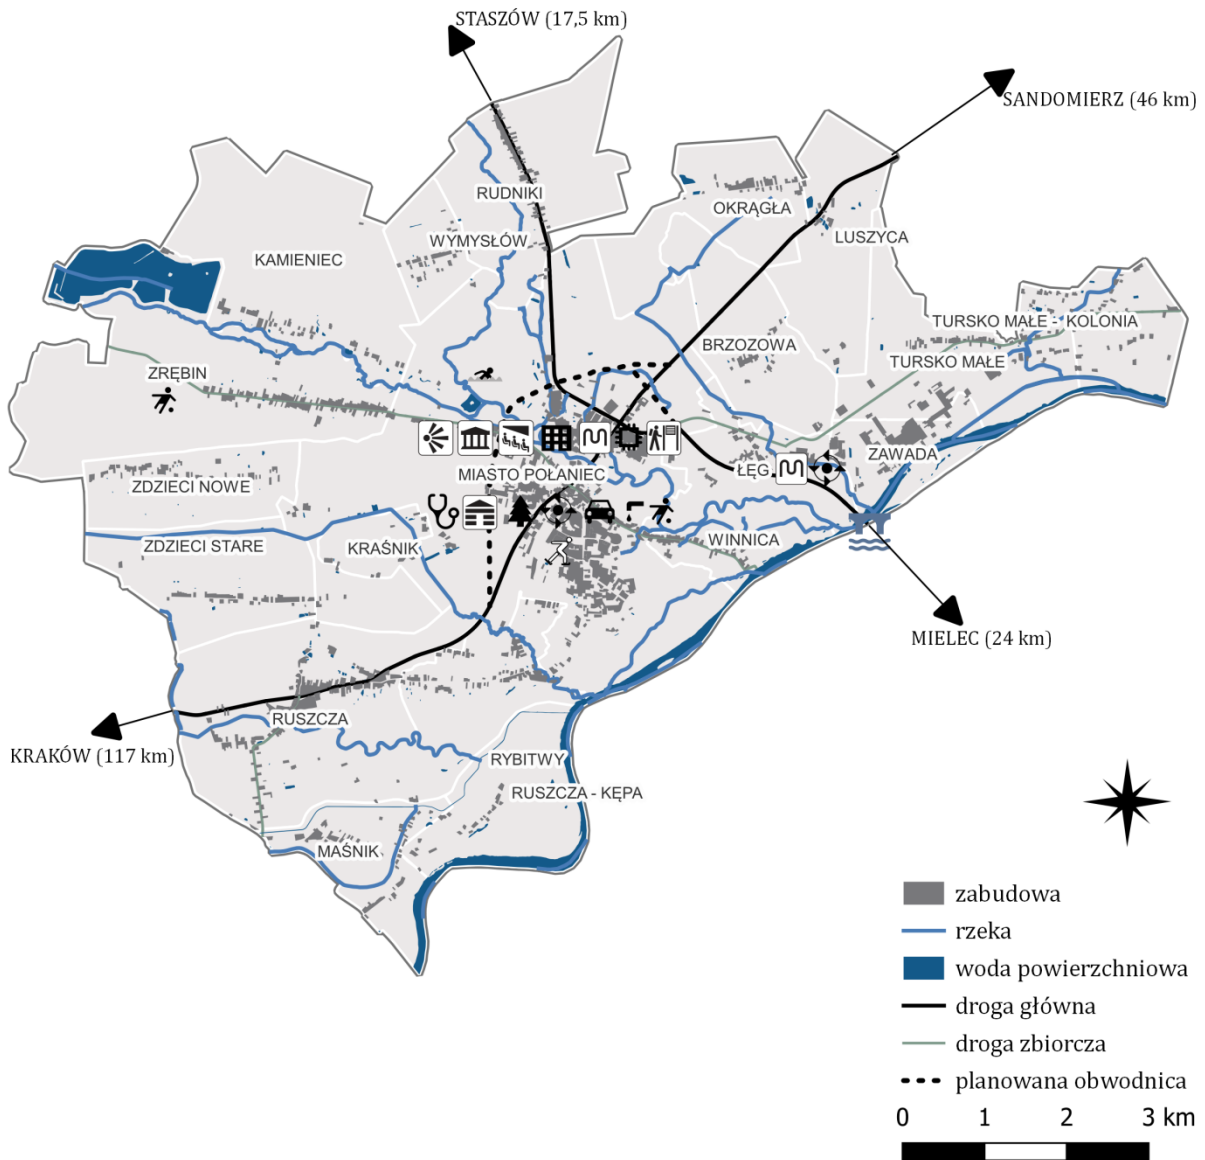 STASZÓW (17,5 km)
SANDOMIERZ (46 km)
RUDNIKI
OKRĄGŁA
WYMYSŁÓW
LUSZYCA
KAMIENIEC
TURSKO MAŁE - KOLONIA
BRZOZOWA
TURSKO MAŁE
ZRĘBIN
ZAWADA
MIASTO POŁANIEC
ŁĘG
ZDZIECI NOWE
WINNICA
ZDZIECI STARE
KRAŚNIK
MIELEC (24 km)
RUSZCZA
KRAKÓW (117 km)
RYBITWY
RUSZCZA - KĘPA
MAŚNIK
zabudowa
rzeka
woda powierzchniowa
droga główna
droga zbiorcza
planowana obwodnica
0 1 2 3 km